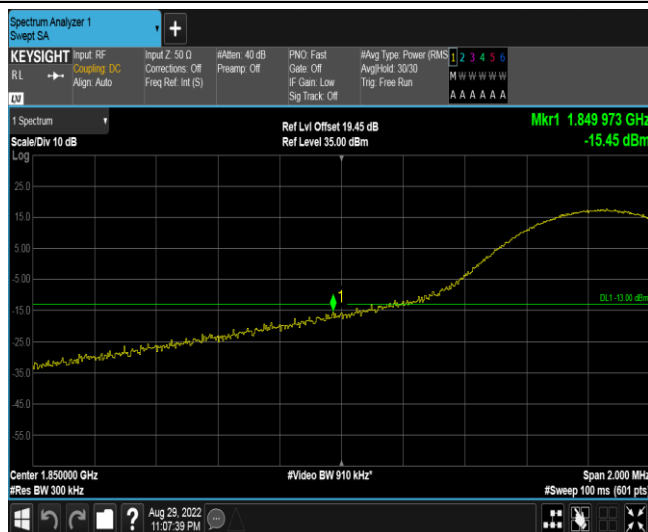 Spectrum Analyzer 1
Swept SA
+
KEYSIGHT
RL
LXI
Input: RF
Coupling: DC
Align: Auto
Input Z: 50 Ω
Corrections: Off
Freq Ref: Int (S)
#Atten: 40 dB
Preamp: Off
PNO: Fast
Gate: Off
IF Gain: Low
Sig Track: Off
#Avg Type: Power (RMS
Avg|Hold: 30/30
Trig: Free Run
1 2 3 4 5 6
M W W W W W
A A A A A A
1 Spectrum
Scale/Div 10 dB
Log
Ref Lvl Offset 19.45 dB
Ref Level 35.00 dBm
Mkr1 1.849 973 GHz
-15.45 dBm
25.0
15.0
5.00
-5.00
-15.0
-25.0
-35.0
-45.0
-55.0
1
DL1 -13.00 dBm
Center 1.850000 GHz
#Res BW 300 kHz
#Video BW 910 kHz*
Span 2.000 MHz
#Sweep 100 ms (601 pts)
?
Aug 29, 2022
11:07:39 PM